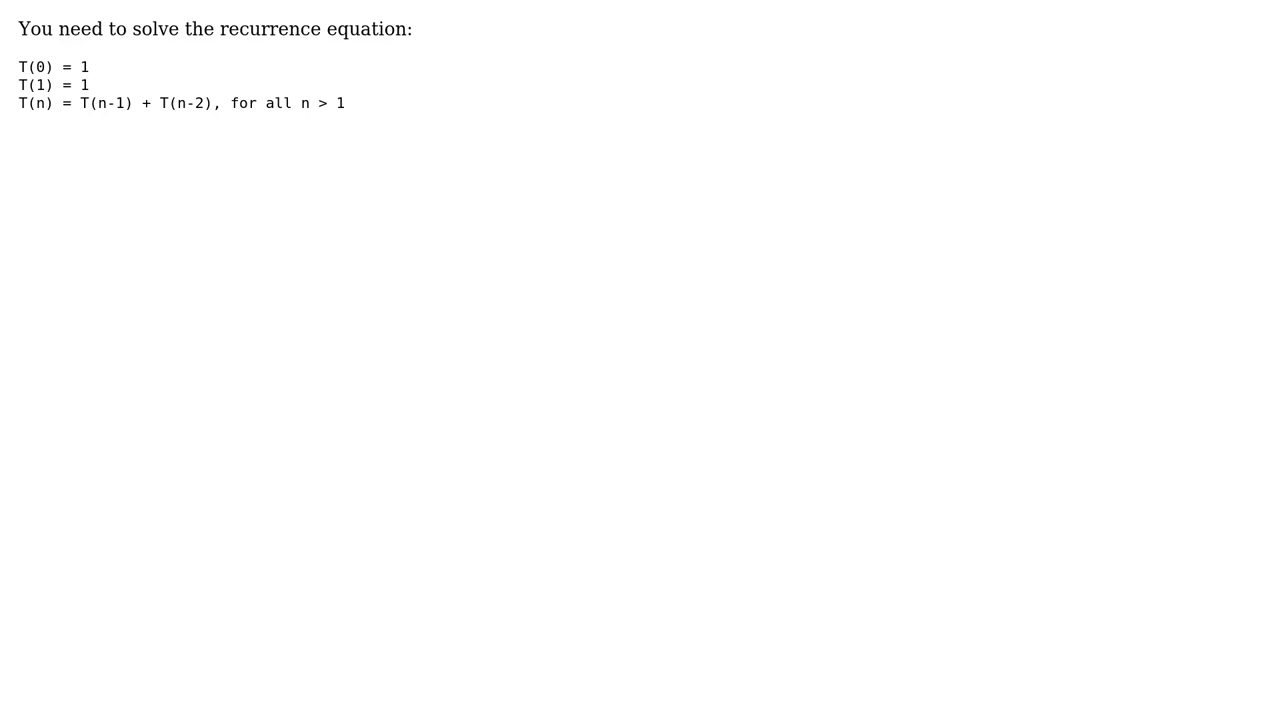 You need to solve the recurrence equation:
T(0) = 1
T(1) = 1
T(n) = T(n-1) + T(n-2), for all n > 1